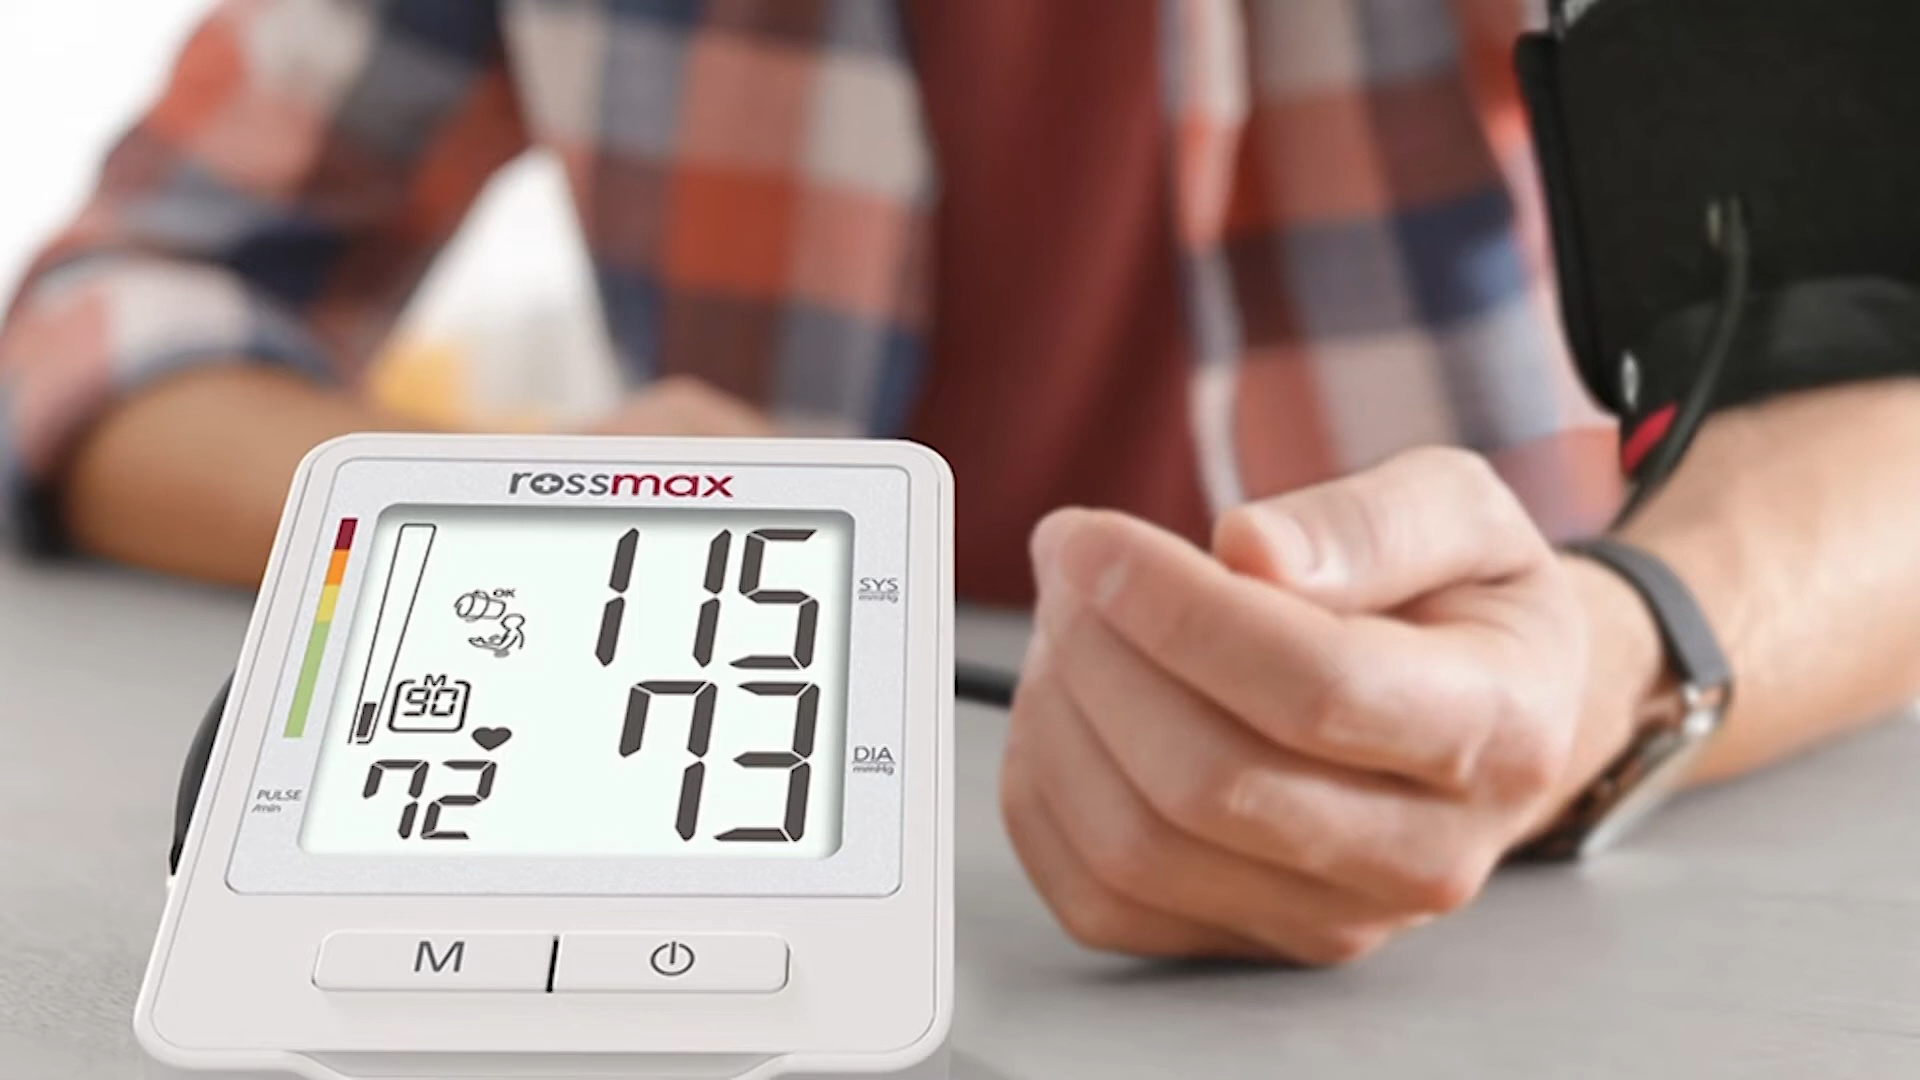 rossmax
115
SYS
mmHg
OK
M
90
73
DIA
mmHg
72
PULSE
/min
M